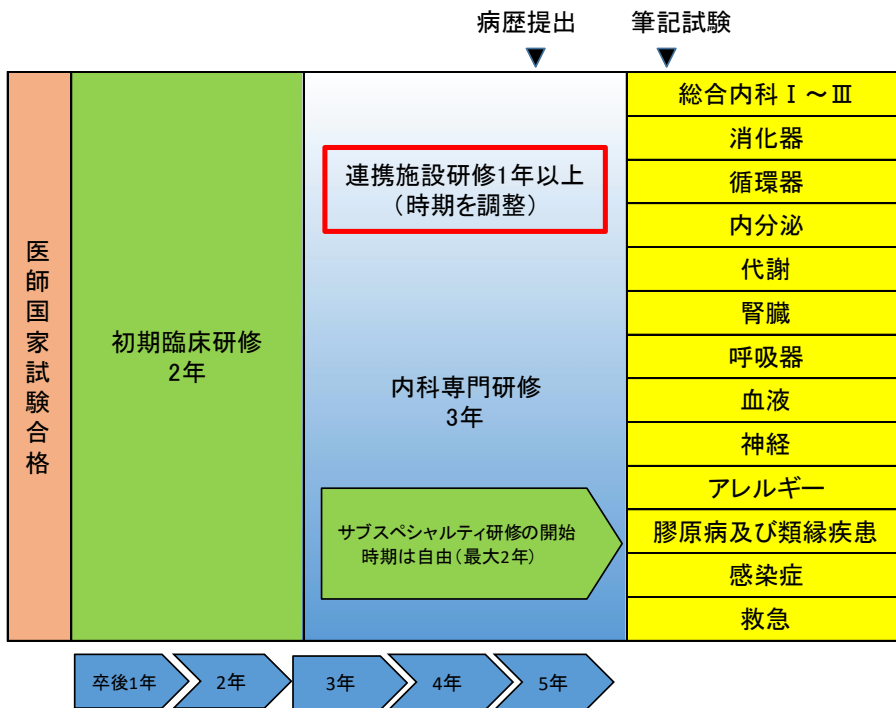 病歴提出
筆記試験
医師国家試験合格
初期臨床研修
2年
連携施設研修1年以上
（時期を調整）
内科専門研修
3年
サブスペシャルティ研修の開始
時期は自由（最大2年）
総合内科Ⅰ～Ⅲ
消化器
循環器
内分泌
代謝
腎臓
呼吸器
血液
神経
アレルギー
膠原病及び類縁疾患
感染症
救急
卒後1年
2年
3年
4年
5年